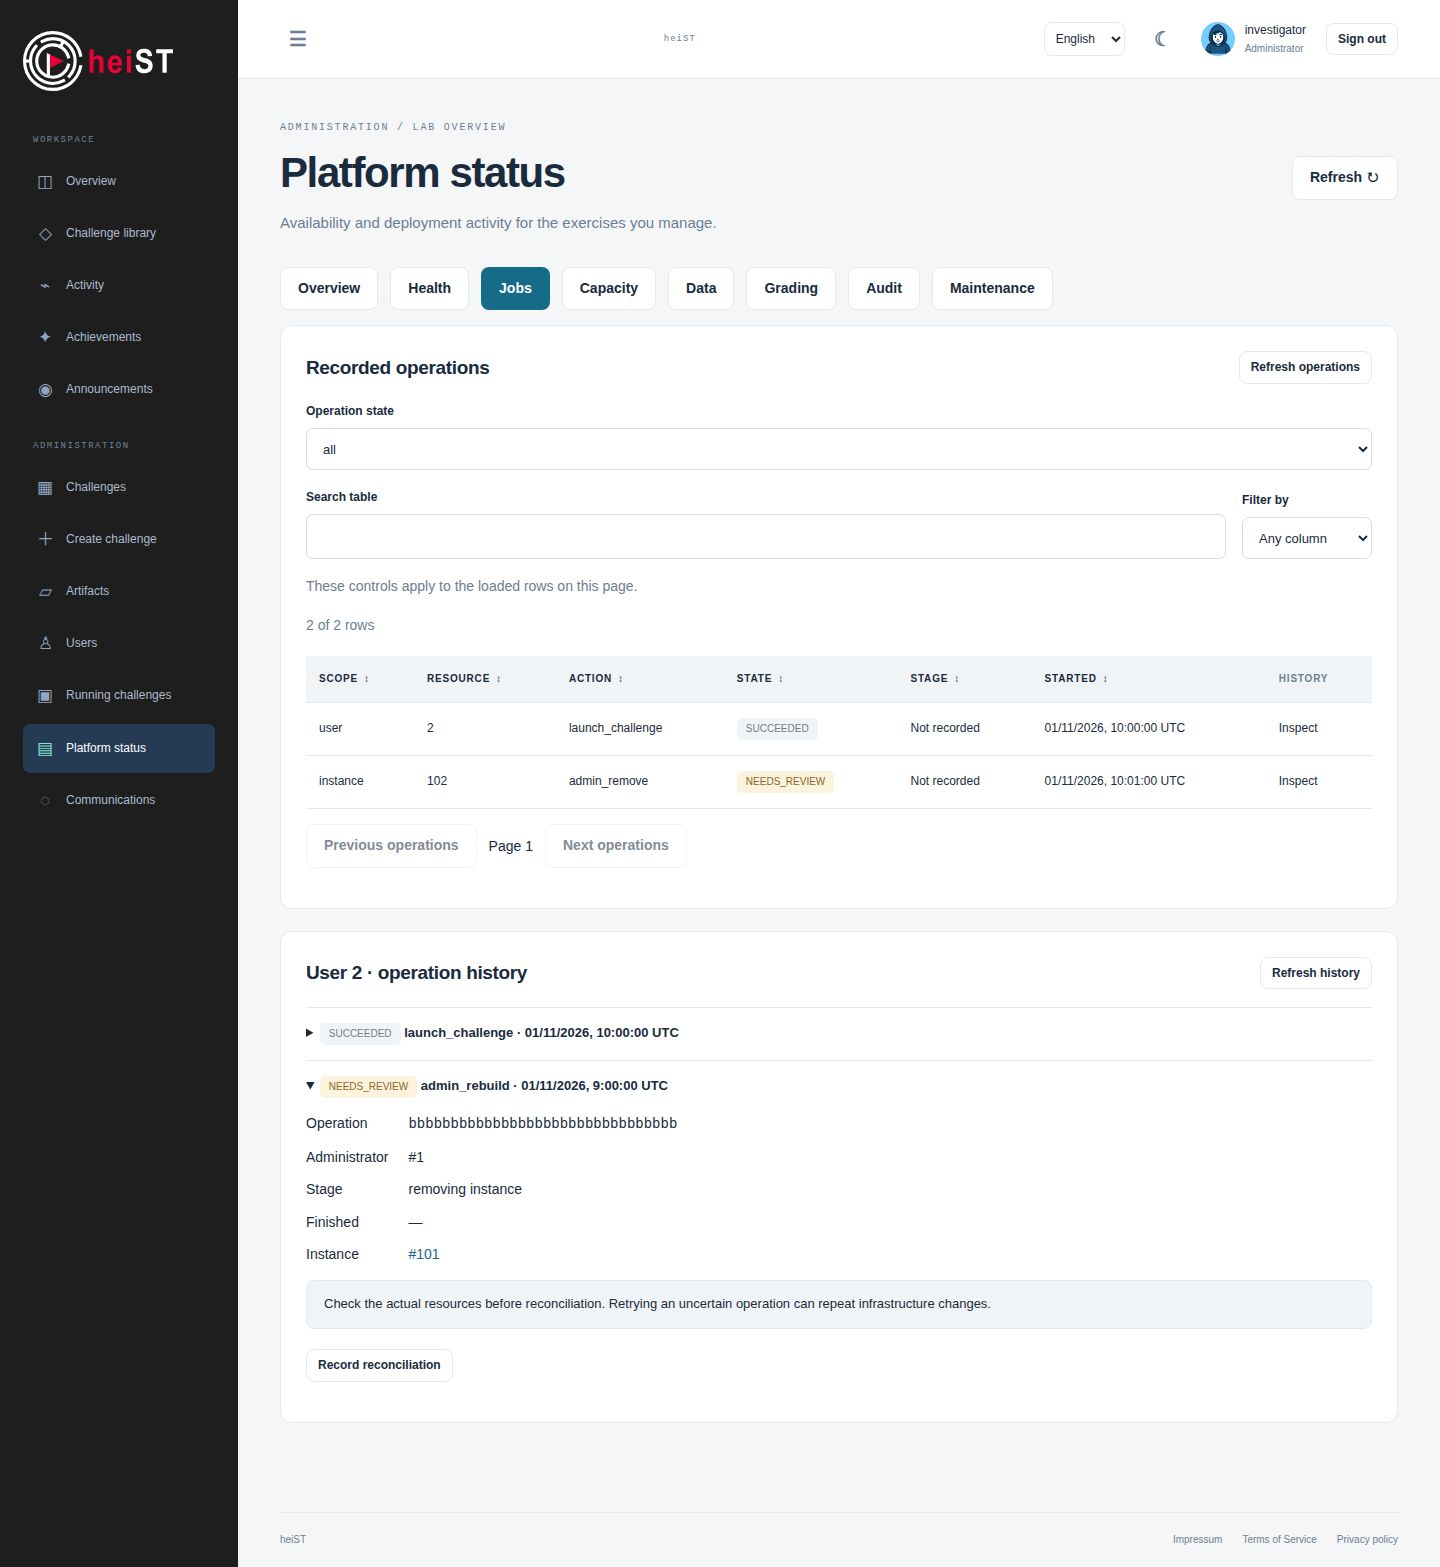 heiST
WORKSPACE
Overview
Challenge library
Activity
Achievements
Announcements
ADMINISTRATION
Challenges
Create challenge
Artifacts
Users
Running challenges
Platform status
Communications
heiST
English
investigator
Administrator
Sign out
ADMINISTRATION / LAB OVERVIEW
Platform status
Refresh ↻
Availability and deployment activity for the exercises you manage.
Overview Health Jobs Capacity Data Grading Audit Maintenance
Recorded operations
Refresh operations
Operation state
all
Search table
Filter by
Any column
These controls apply to the loaded rows on this page.
2 of 2 rows
SCOPE ↕ RESOURCE ↕ ACTION ↕ STATE ↕ STAGE ↕ STARTED ↕ HISTORY
user 2 launch_challenge SUCCEEDED Not recorded 01/11/2026, 10:00:00 UTC Inspect
instance 102 admin_remove NEEDS_REVIEW Not recorded 01/11/2026, 10:01:00 UTC Inspect
Previous operations Page 1 Next operations
User 2 · operation history
Refresh history
SUCCEEDED launch_challenge · 01/11/2026, 10:00:00 UTC
NEEDS_REVIEW admin_rebuild · 01/11/2026, 9:00:00 UTC
Operation bbbbbbbbbbbbbbbbbbbbbbbbbbbbbbbb
Administrator #1
Stage removing instance
Finished —
Instance #101
Check the actual resources before reconciliation. Retrying an uncertain operation can repeat infrastructure changes.
Record reconciliation
heiST
Impressum Terms of Service Privacy policy